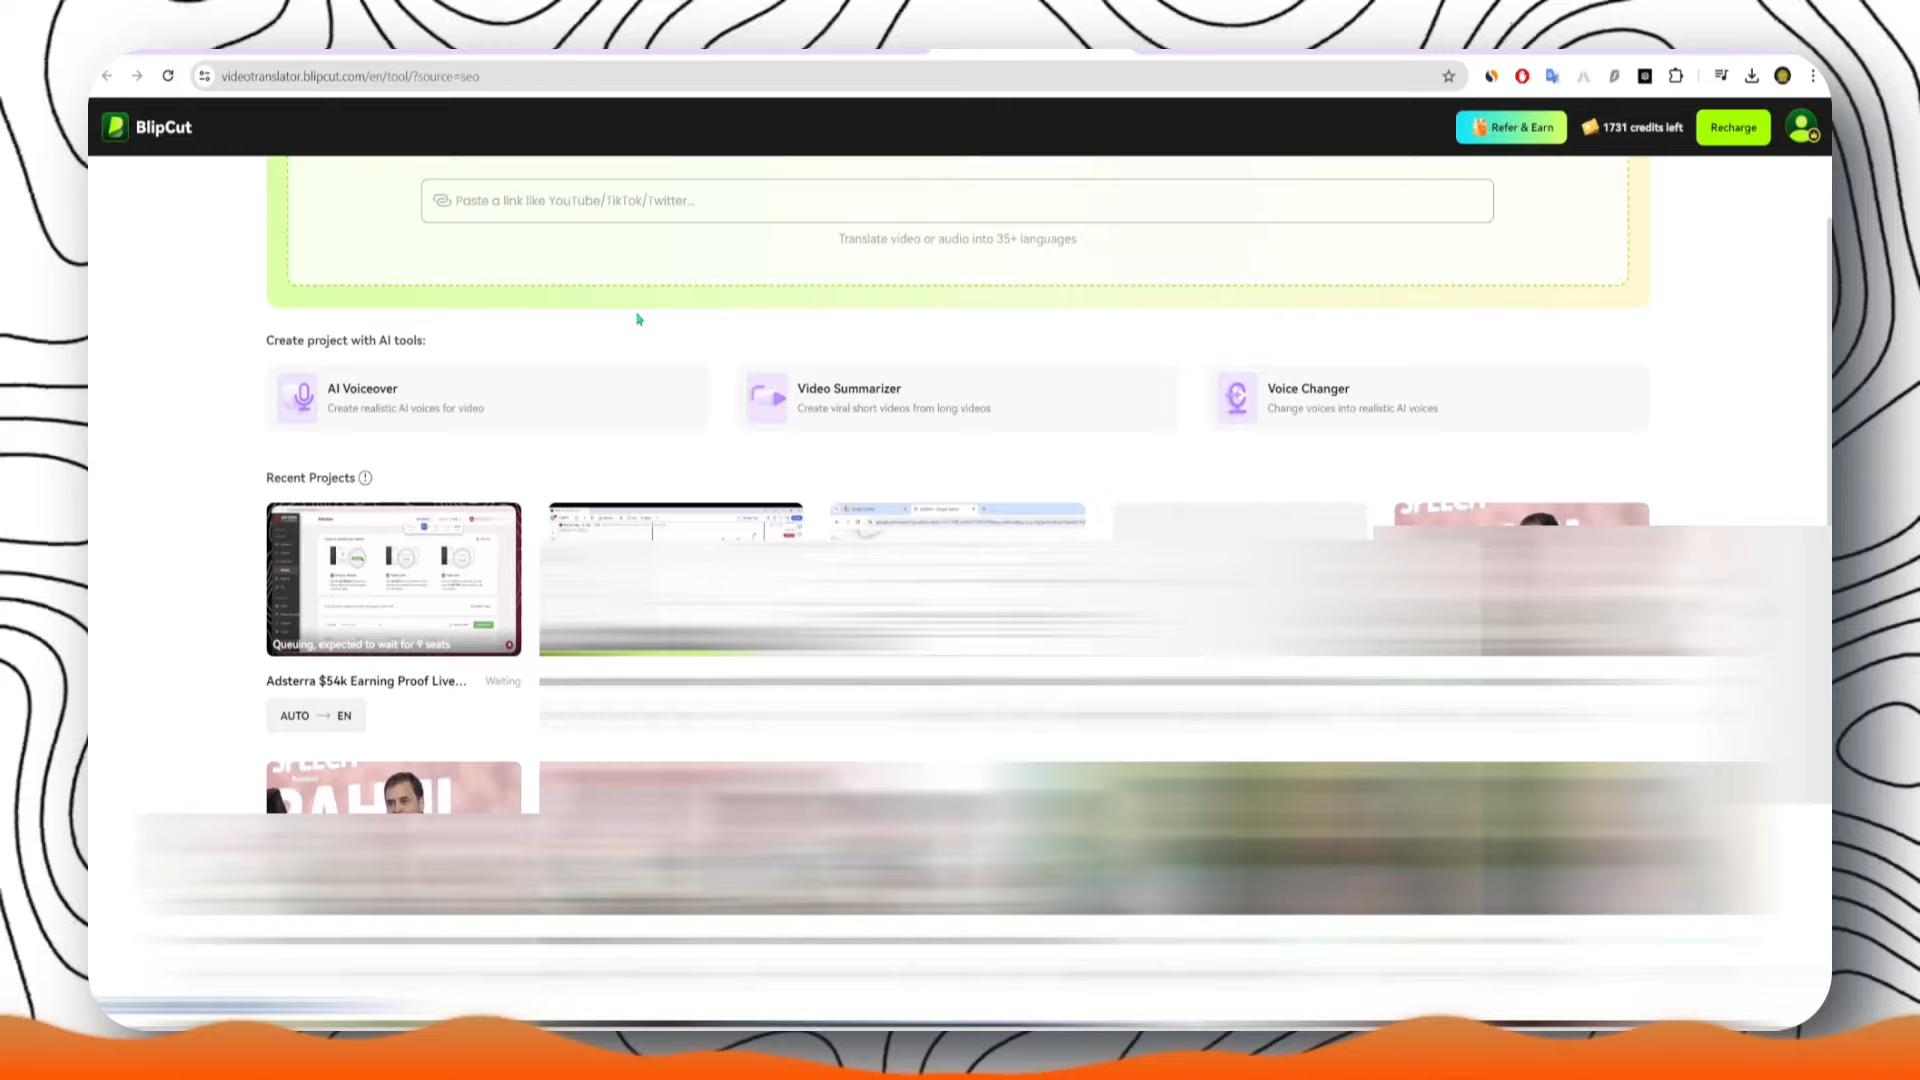 videotranslator.blipcut.com/en/tool/?source=seo
BlipCut
Refer & Earn
1731 credits left
Recharge
Paste a link like YouTube/TikTok/Twitter...
Translate video or audio into 35+ languages
Create project with AI tools:
AI Voiceover
Create realistic AI voices for video
Video Summarizer
Create viral short videos from long videos
Voice Changer
Change voices into realistic AI voices
Recent Projects
SPEECH
Queuing, expected to wait for 9 seats
Adsterra $54k Earning Proof Live...
Waiting
AUTO → EN
SPEECH